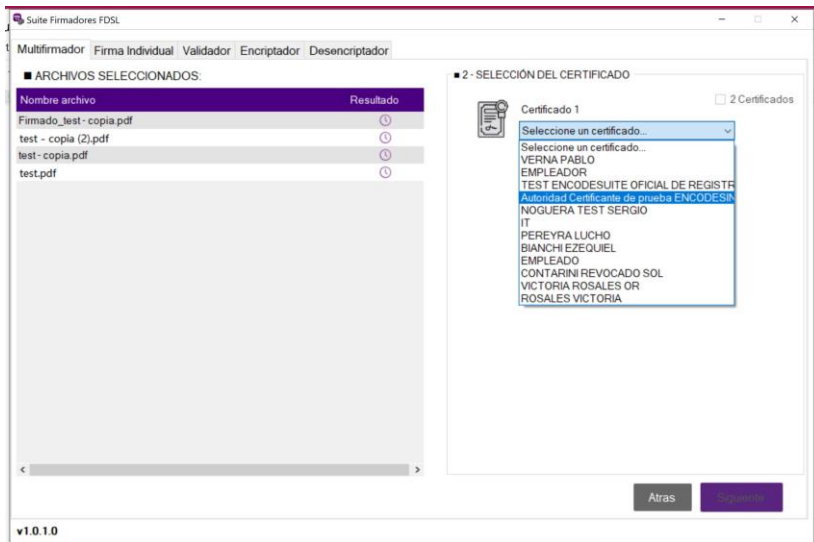 Suite Firmadores FDSL
Multifirmador Firma Individual Validador Encriptador Desencriptador
■ ARCHIVOS SELECCIONADOS:
Nombre archivo Resultado
Firmado_test - copia.pdf
test - copia (2).pdf
test - copia.pdf
test.pdf
■ 2 - SELECCIÓN DEL CERTIFICADO
2 Certificados
Certificado 1
Seleccione un certificado...
Seleccione un certificado...
VERNA PABLO
EMPLEADOR
TEST ENCODESUITE OFICIAL DE REGISTR
Autoridad Certificante de prueba ENCODESIN
NOGUERA TEST SERGIO
IT
PEREYRA LUCHO
BIANCHI EZEQUIEL
EMPLEADO
CONTARINI REVOCADO SOL
VICTORIA ROSALES OR
ROSALES VICTORIA
Atras Siguiente
v1.0.1.0